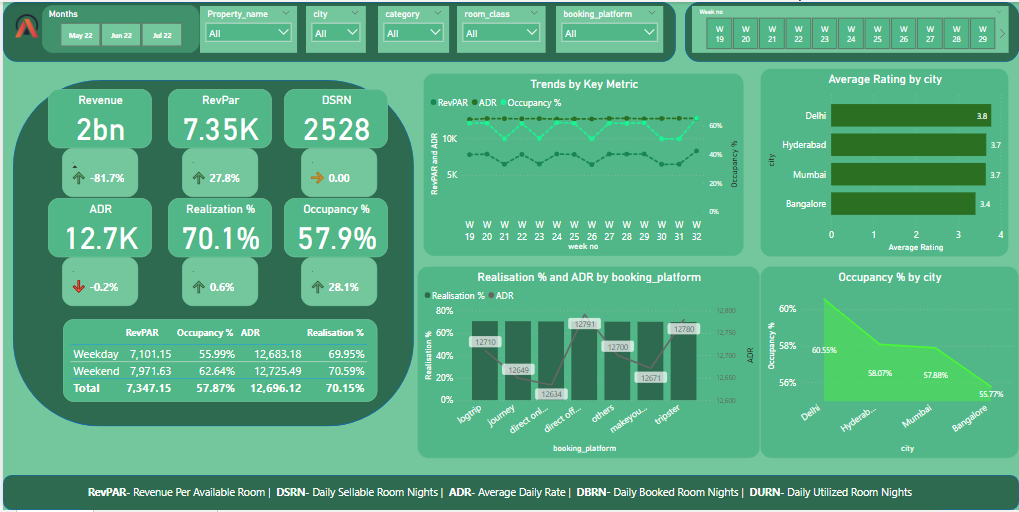 Months
May 22 Jun 22 Jul 22
Property_name
All
city
All
category
All
room_class
All
booking_platform
All
Week no
W 19 W 20 W 21 W 22 W 23 W 24 W 25 W 26 W 27 W 28 W 29
Revenue
2bn
-81.7%
RevPar
7.35K
27.8%
DSRN
2528
0.00
ADR
12.7K
-0.2%
Realization %
70.1%
0.6%
Occupancy %
57.9%
28.1%
RevPAR Occupancy % ADR Realisation %
Weekday 7,101.15 55.99% 12,683.18 69.95%
Weekend 7,971.63 62.64% 12,725.49 70.59%
Total 7,347.15 57.87% 12,696.12 70.15%
Trends by Key Metric
RevPAR ADR Occupancy %
RevPAR and ADR
10K
5K
Occupancy %
60%
40%
20%
0%
W 19 W 20 W 21 W 22 W 23 W 24 W 25 W 26 W 27 W 28 W 29 W 30 W 31 W 32
week no
Average Rating by city
city
Delhi 3.8
Hyderabad 3.7
Mumbai 3.7
Bangalore 3.4
0 1 2 3 4
Average Rating
Realisation % and ADR by booking_platform
Realisation % ADR
Realisation %
80%
60%
40%
20%
0%
12710 12649 12634 12791 12700 12671 12780
ADR
12,800
12,750
12,700
12,650
12,600
logtrip journey direct onl... direct off... others makeyou... tripster
booking_platform
Occupancy % by city
Occupancy %
60%
58%
56%
60.55% 58.07% 57.88% 55.77%
Delhi Hyderab... Mumbai Bangalore
city
RevPAR- Revenue Per Available Room | DSRN- Daily Sellable Room Nights | ADR- Average Daily Rate | DBRN- Daily Booked Room Nights | DURN- Daily Utilized Room Nights